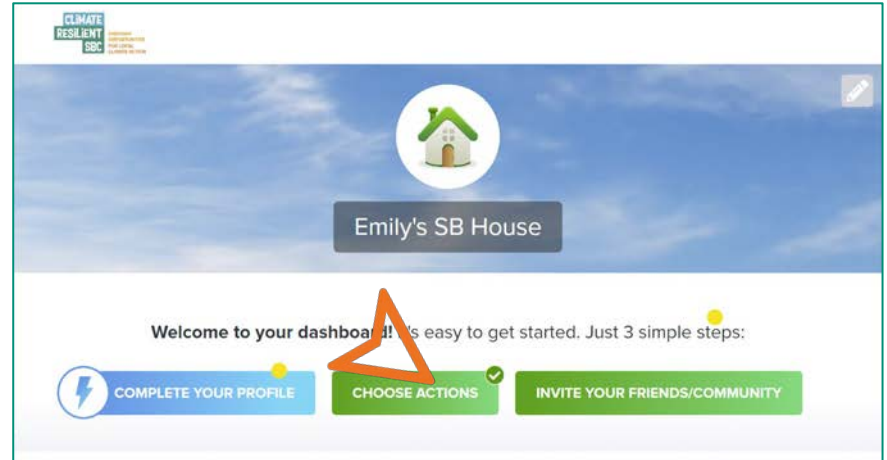 CLIMATE
RESILIENT
SBC
Emily's SB House
Welcome to your dashboard! easy to get started. Just 3 simple steps:
COMPLETE YOUR PROFILE
CHOOSE ACTIONS
INVITE YOUR FRIENDS/COMMUNITY